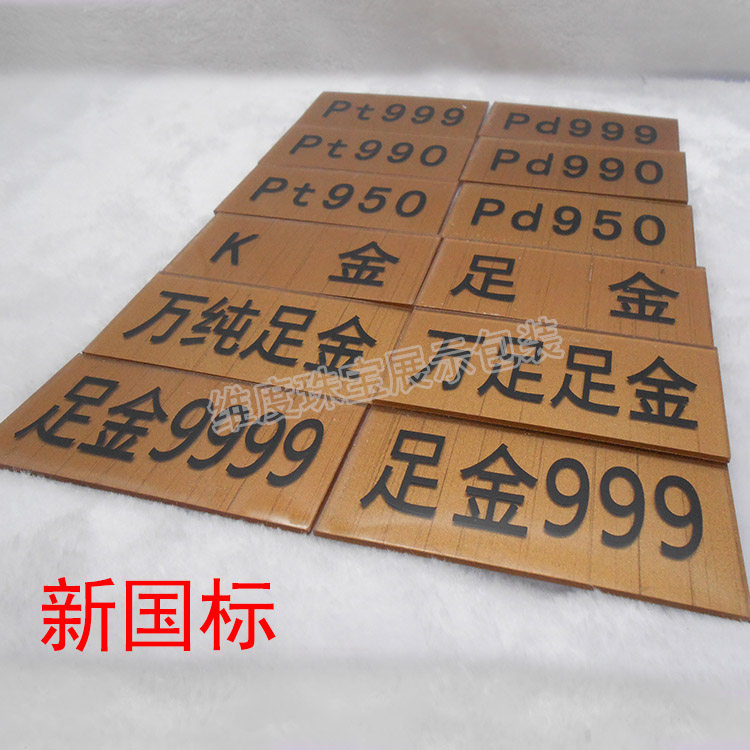 Pt999 Pd999
Pt990 Pd990
Pt950 Pd950
K 金 足 金
万纯足金 万足足金
足金9999 足金999
维度珠宝展示包装
新国标